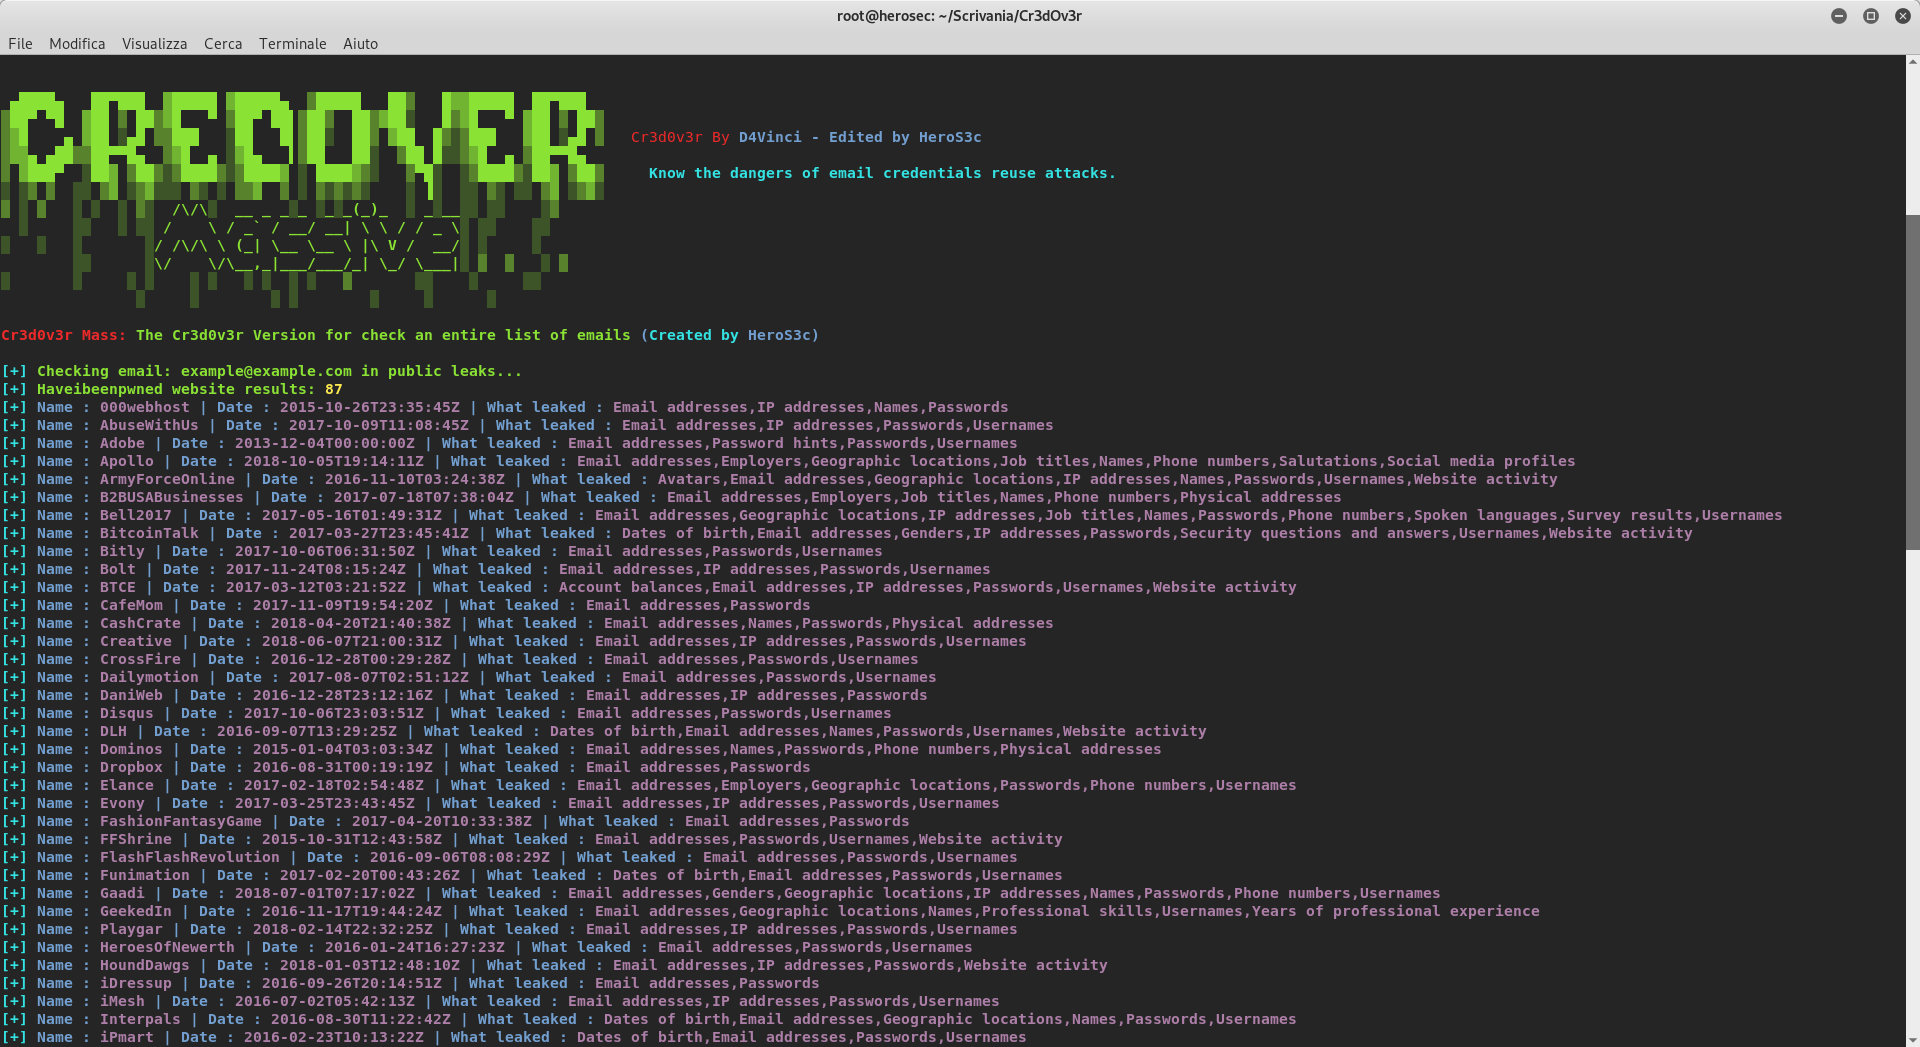 root@herosec: ~/Scrivania/Cr3dOv3r
File Modifica Visualizza Cerca Terminale Aiuto
CREDOVER
Cr3d0v3r By D4Vinci - Edited by HeroS3c
Know the dangers of email credentials reuse attacks.
Massive
Cr3d0v3r Mass: The Cr3d0v3r Version for check an entire list of emails (Created by HeroS3c)
[+] Checking email: example@example.com in public leaks...
[+] Haveibeenpwned website results: 87
[+] Name : 000webhost | Date : 2015-10-26T23:35:45Z | What leaked : Email addresses,IP addresses,Names,Passwords
[+] Name : AbuseWithUs | Date : 2017-10-09T11:08:45Z | What leaked : Email addresses,IP addresses,Passwords,Usernames
[+] Name : Adobe | Date : 2013-12-04T00:00:00Z | What leaked : Email addresses,Password hints,Passwords,Usernames
[+] Name : Apollo | Date : 2018-10-05T19:14:11Z | What leaked : Email addresses,Employers,Geographic locations,Job titles,Names,Phone numbers,Salutations,Social media profiles
[+] Name : ArmyForceOnline | Date : 2016-11-10T03:24:38Z | What leaked : Avatars,Email addresses,Geographic locations,IP addresses,Names,Passwords,Usernames,Website activity
[+] Name : B2BUSABusinesses | Date : 2017-07-18T07:38:04Z | What leaked : Email addresses,Employers,Job titles,Names,Phone numbers,Physical addresses
[+] Name : Bell2017 | Date : 2017-05-16T01:49:31Z | What leaked : Email addresses,Geographic locations,IP addresses,Job titles,Names,Passwords,Phone numbers,Spoken languages,Survey results,Usernames
[+] Name : BitcoinTalk | Date : 2017-03-27T23:45:41Z | What leaked : Dates of birth,Email addresses,Genders,IP addresses,Passwords,Security questions and answers,Usernames,Website activity
[+] Name : Bitly | Date : 2017-10-06T06:31:50Z | What leaked : Email addresses,Passwords,Usernames
[+] Name : Bolt | Date : 2017-11-24T08:15:24Z | What leaked : Email addresses,IP addresses,Passwords,Usernames
[+] Name : BTCE | Date : 2017-03-12T03:21:52Z | What leaked : Account balances,Email addresses,IP addresses,Passwords,Usernames,Website activity
[+] Name : CafeMom | Date : 2017-11-09T19:54:20Z | What leaked : Email addresses,Passwords
[+] Name : CashCrate | Date : 2018-04-20T21:40:38Z | What leaked : Email addresses,Names,Passwords,Physical addresses
[+] Name : Creative | Date : 2018-06-07T21:00:31Z | What leaked : Email addresses,IP addresses,Passwords,Usernames
[+] Name : CrossFire | Date : 2016-12-28T00:29:28Z | What leaked : Email addresses,Passwords,Usernames
[+] Name : Dailymotion | Date : 2017-08-07T02:51:12Z | What leaked : Email addresses,Passwords,Usernames
[+] Name : DaniWeb | Date : 2016-12-28T23:12:16Z | What leaked : Email addresses,IP addresses,Passwords
[+] Name : Disqus | Date : 2017-10-06T23:03:51Z | What leaked : Email addresses,Passwords,Usernames
[+] Name : DLH | Date : 2016-09-07T13:29:25Z | What leaked : Dates of birth,Email addresses,Names,Passwords,Usernames,Website activity
[+] Name : Dominos | Date : 2015-01-04T03:03:34Z | What leaked : Email addresses,Names,Passwords,Phone numbers,Physical addresses
[+] Name : Dropbox | Date : 2016-08-31T00:19:19Z | What leaked : Email addresses,Passwords
[+] Name : Elance | Date : 2017-02-18T02:54:48Z | What leaked : Email addresses,Employers,Geographic locations,Passwords,Phone numbers,Usernames
[+] Name : Evony | Date : 2017-03-25T23:43:45Z | What leaked : Email addresses,IP addresses,Passwords,Usernames
[+] Name : FashionFantasyGame | Date : 2017-04-20T10:33:38Z | What leaked : Email addresses,Passwords
[+] Name : FFShrine | Date : 2015-10-31T12:43:58Z | What leaked : Email addresses,Passwords,Usernames,Website activity
[+] Name : FlashFlashRevolution | Date : 2016-09-06T08:08:29Z | What leaked : Email addresses,Passwords,Usernames
[+] Name : Funimation | Date : 2017-02-20T00:43:26Z | What leaked : Dates of birth,Email addresses,Passwords,Usernames
[+] Name : Gaadi | Date : 2018-07-01T07:17:02Z | What leaked : Email addresses,Genders,Geographic locations,IP addresses,Names,Passwords,Phone numbers,Usernames
[+] Name : GeekedIn | Date : 2016-11-17T19:44:24Z | What leaked : Email addresses,Geographic locations,Names,Professional skills,Usernames,Years of professional experience
[+] Name : Playgar | Date : 2018-02-14T22:32:25Z | What leaked : Email addresses,IP addresses,Passwords,Usernames
[+] Name : HeroesOfNewerth | Date : 2016-01-24T16:27:23Z | What leaked : Email addresses,Passwords,Usernames
[+] Name : HoundDawgs | Date : 2018-01-03T12:48:10Z | What leaked : Email addresses,IP addresses,Passwords,Website activity
[+] Name : iDressup | Date : 2016-09-26T20:14:51Z | What leaked : Email addresses,Passwords
[+] Name : iMesh | Date : 2016-07-02T05:42:13Z | What leaked : Email addresses,IP addresses,Passwords,Usernames
[+] Name : Interpals | Date : 2016-08-30T11:22:42Z | What leaked : Dates of birth,Email addresses,Geographic locations,Names,Passwords,Usernames
[+] Name : iPmart | Date : 2016-02-23T10:13:22Z | What leaked : Dates of birth,Email addresses,Passwords,Usernames